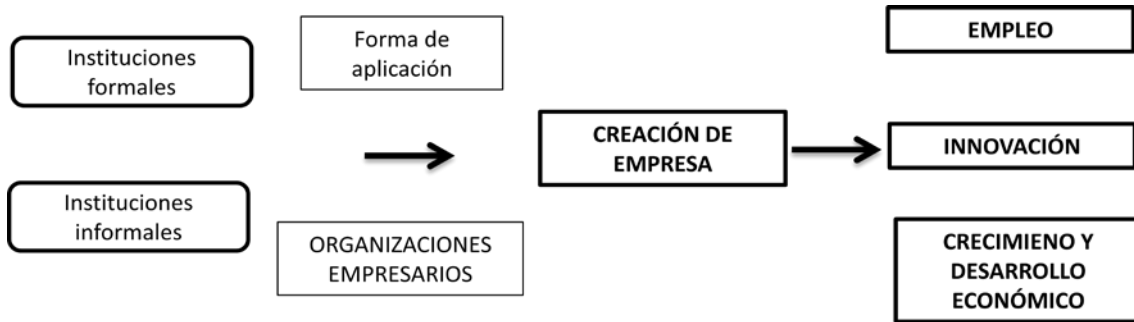 Instituciones
formales
Forma de
aplicación
EMPLEO
CREACIÓN DE
EMPRESA
INNOVACIÓN
Instituciones
informales
ORGANIZACIONES
EMPRESARIOS
CRECIMIENO Y
DESARROLLO
ECONÓMICO